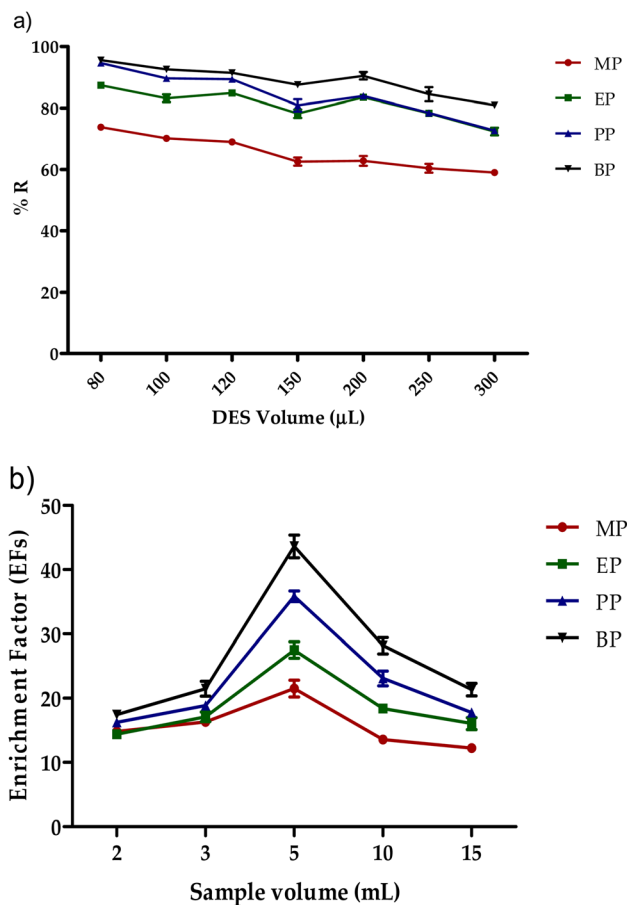 a)
100
80
60
40
20
0
% R
80
100
120
150
200
250
300
DES Volume (μL)
MP
EP
PP
BP
b)
50
40
30
20
10
0
Enrichment Factor (EFs)
2
3
5
10
15
Sample volume (mL)
MP
EP
PP
BP